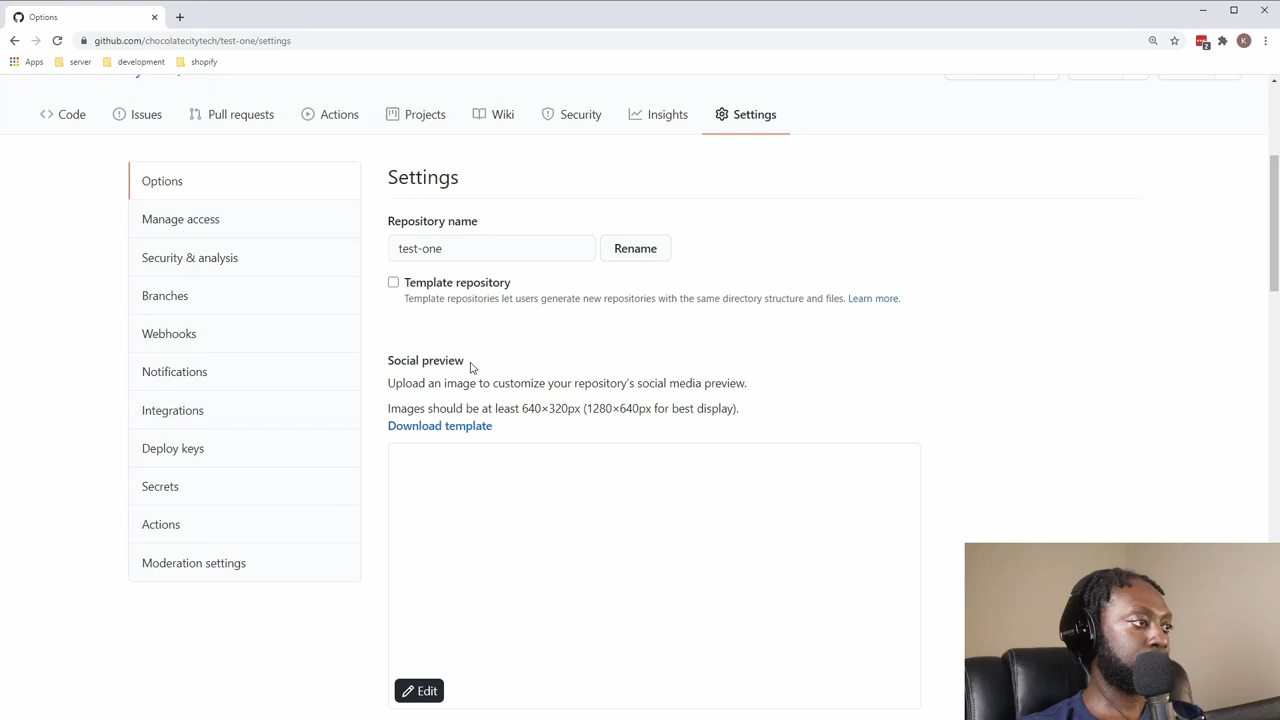 Options
github.com/chocolatecitytech/test-one/settings
2
K
Apps
server
development
shopify
Code
Issues
Pull requests
Actions
Projects
Wiki
Security
Insights
Settings
Options
Manage access
Security & analysis
Branches
Webhooks
Notifications
Integrations
Deploy keys
Secrets
Actions
Moderation settings
Settings
Repository name
test-one
Rename
Template repository
Template repositories let users generate new repositories with the same directory structure and files. Learn more.
Social preview
Upload an image to customize your repository’s social media preview.
Images should be at least 640×320px (1280×640px for best display).
Download template
Edit